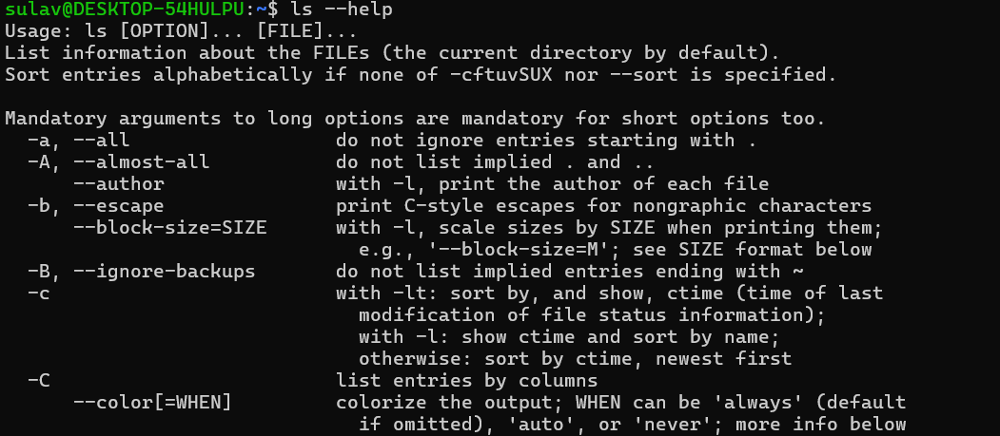 sulav@DESKTOP-54HULPU:~$ ls --help
Usage: ls [OPTION]... [FILE]...
List information about the FILEs (the current directory by default).
Sort entries alphabetically if none of -cftuvSUX nor --sort is specified.

Mandatory arguments to long options are mandatory for short options too.
  -a, --all                  do not ignore entries starting with .
  -A, --almost-all           do not list implied . and ..
      --author               with -l, print the author of each file
  -b, --escape               print C-style escapes for nongraphic characters
      --block-size=SIZE      with -l, scale sizes by SIZE when printing them;
                               e.g., '--block-size=M'; see SIZE format below
  -B, --ignore-backups       do not list implied entries ending with ~
  -c                         with -lt: sort by, and show, ctime (time of last
                               modification of file status information);
                               with -l: show ctime and sort by name;
                               otherwise: sort by ctime, newest first
  -C                         list entries by columns
      --color[=WHEN]         colorize the output; WHEN can be 'always' (default
                               if omitted), 'auto', or 'never'; more info below